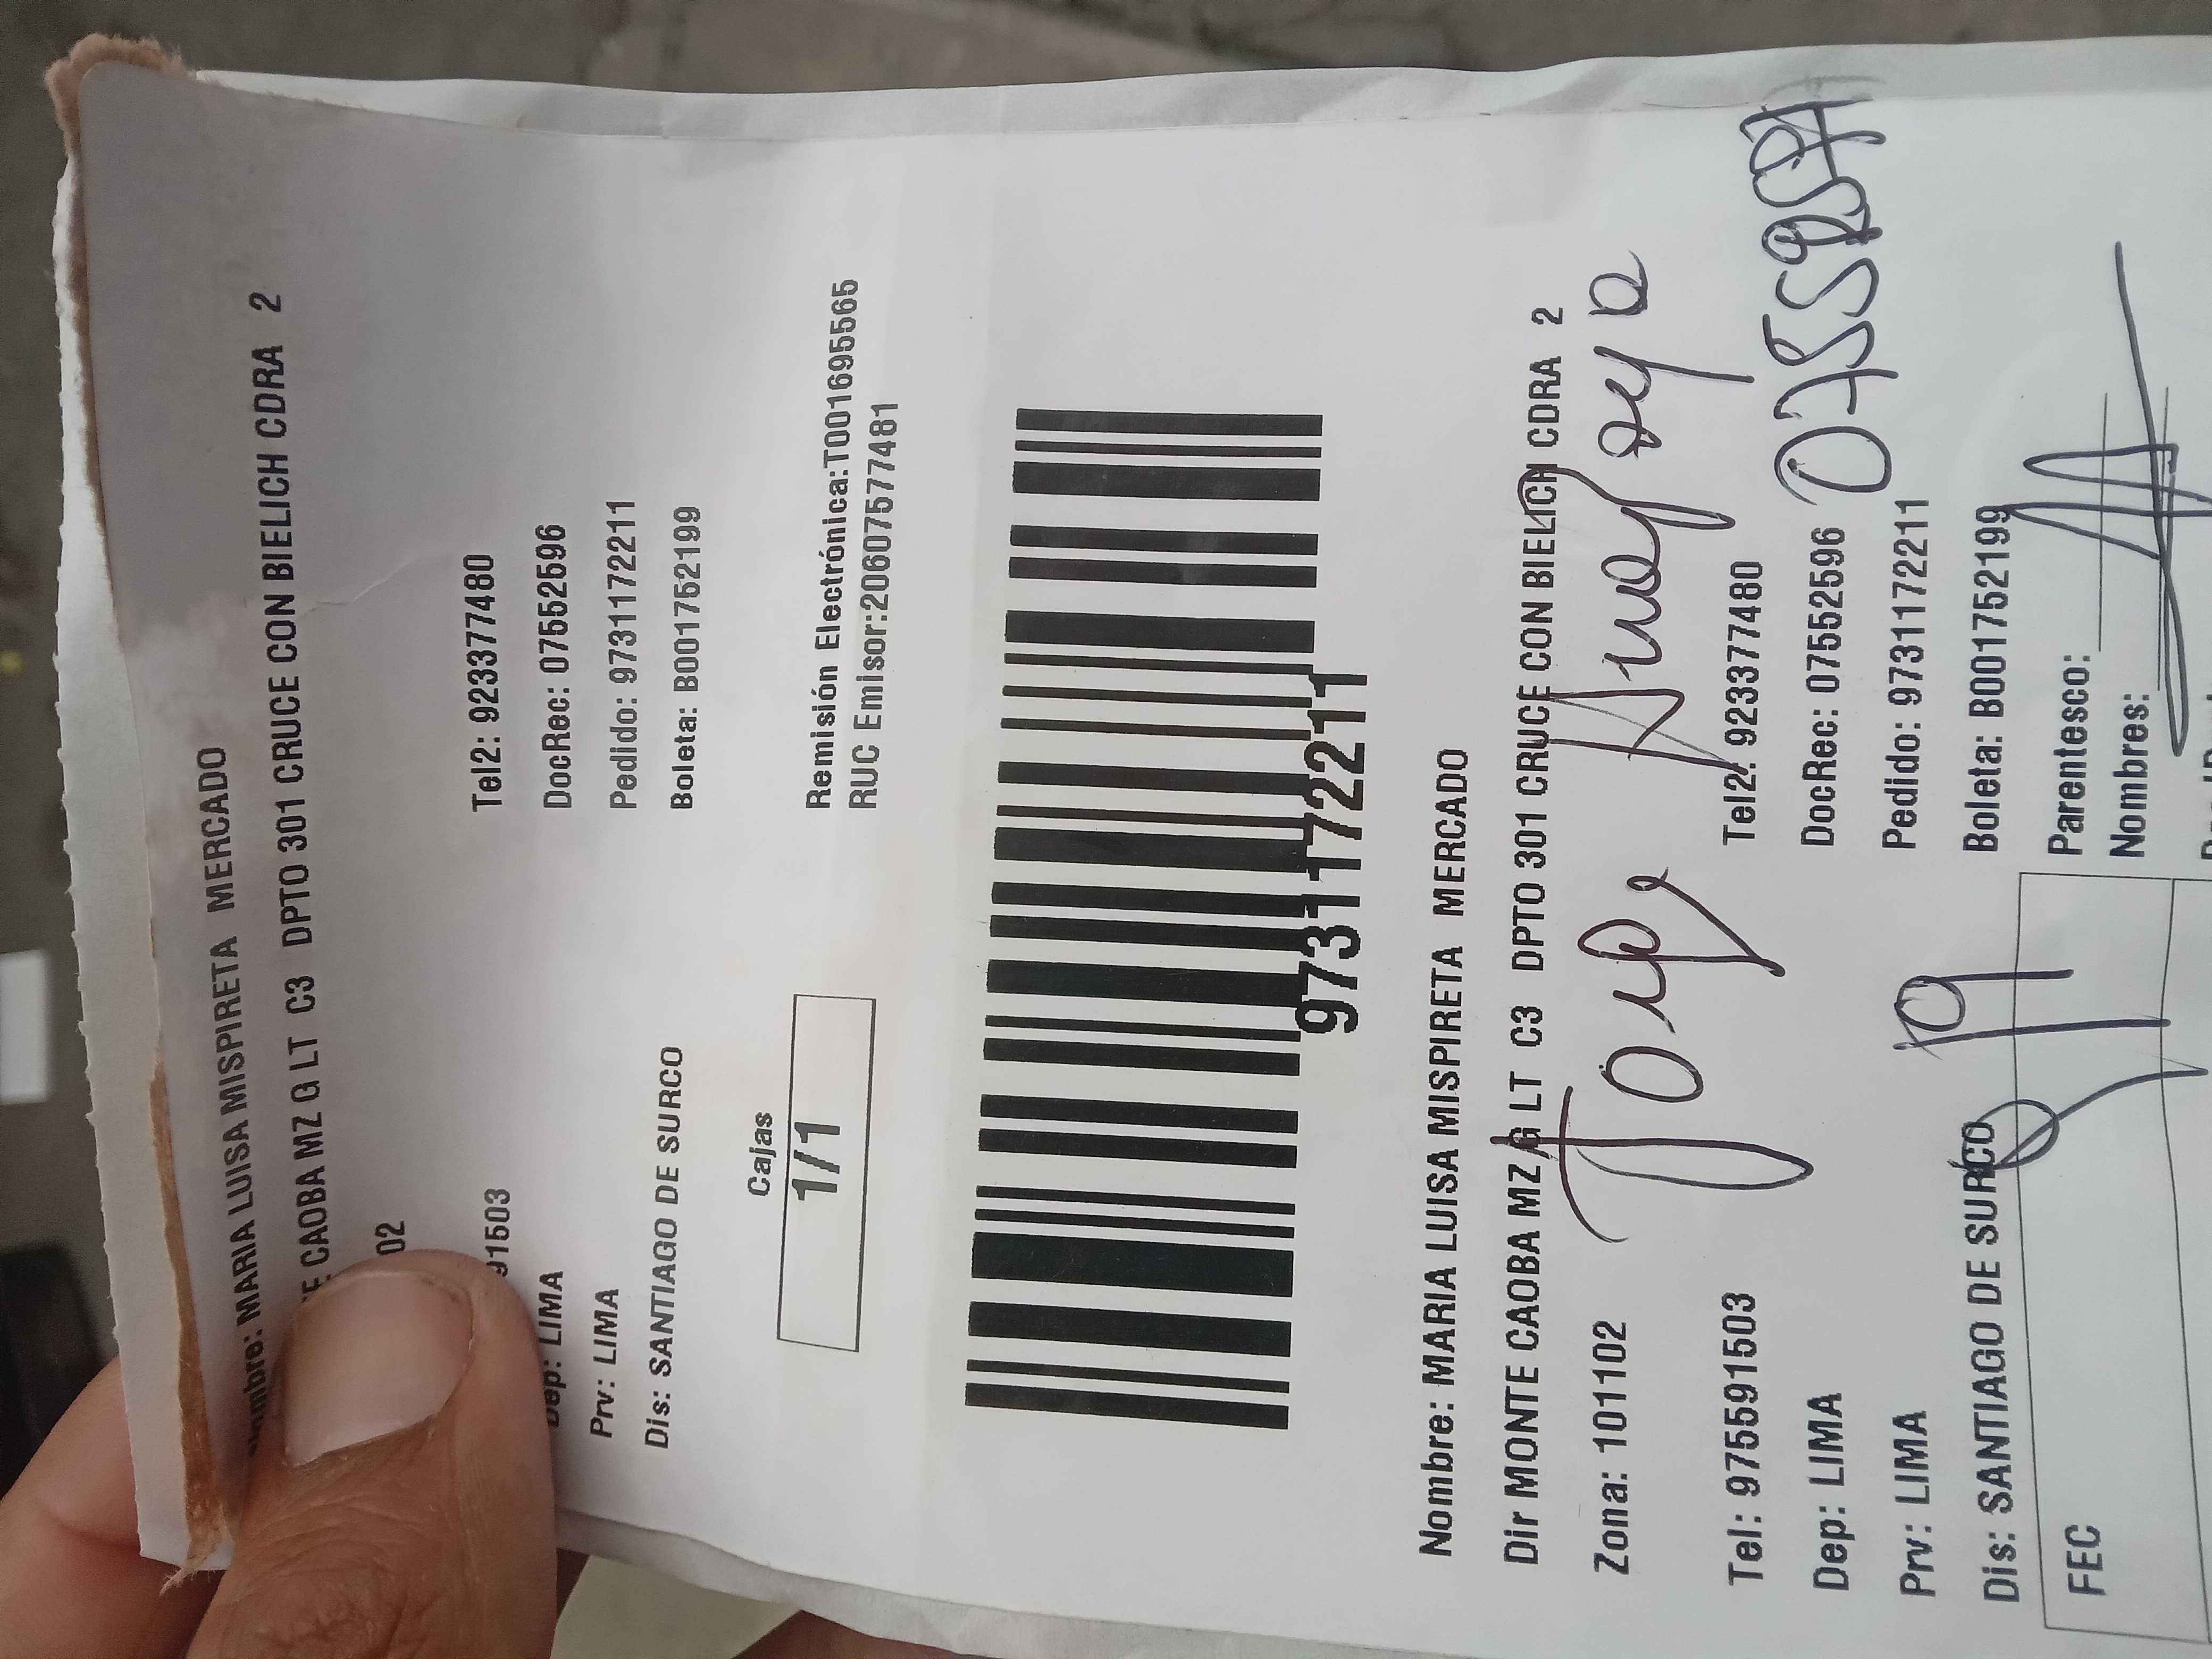 Nombre: MARIA LUISA MISPIRETA MERCADO
CAOBA MZ G LT C3 DPTO 301 CRUCE CON BIELICH CDRA 2
02
91503
Tel2: 923377480
Dep: LIMA
DocRec: 07552596
Prv: LIMA
Pedido: 97311172211
Dis: SANTIAGO DE SURCO
Boleta: B001752199
Cajas
1/1
Remisión Electrónica:T001695565
RUC Emisor:20607577481
97311172211
Nombre: MARIA LUISA MISPIRETA MERCADO
Dir MONTE CAOBA MZ G LT C3 DPTO 301 CRUCE CON BIELICH CDRA 2
Zona: 101102
Tel: 975591503
Tel2: 923377480
Dep: LIMA
DocRec: 07552596
Prv: LIMA
Pedido: 97311172211
Dis: SANTIAGO DE SURCO
Boleta: B001752199
FEC
Parentesco:
Nombres: